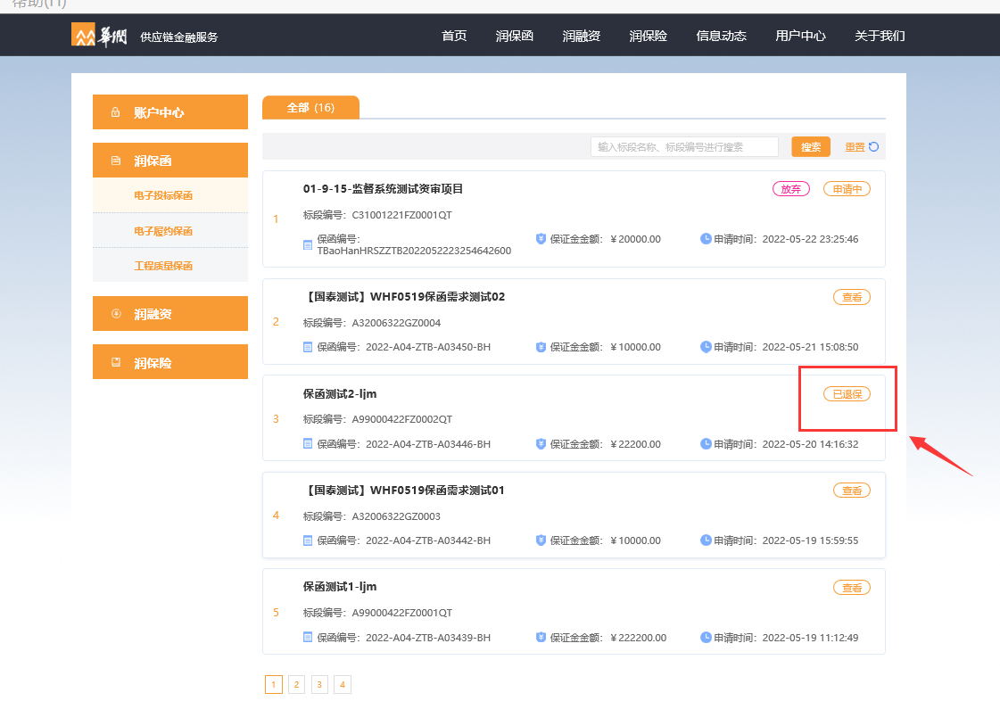 帮助(H)
華潤 供应链金融服务 首页 润保函 润融资 润保险 信息动态 用户中心 关于我们
账户中心
润保函
电子投标保函
电子履约保函
工程质量保函
润融资
润保险
全部 (16)
输入标段名称、标段编号进行搜索 搜索 重置
01-9-15-监督系统测试资审项目 放弃 申请中
1
标段编号：C31001221FZ0001QT
保函编号：
TBaoHanHRSZZTB2022052223254642600 保证金金额：￥20000.00 申请时间：2022-05-22 23:25:46
【国泰测试】WHF0519保函需求测试02 查看
2
标段编号：A32006322GZ0004
保函编号：2022-A04-ZTB-A03450-BH 保证金金额：￥10000.00 申请时间：2022-05-21 15:08:50
保函测试2-ljm 已退保
3
标段编号：A99000422FZ0002QT
保函编号：2022-A04-ZTB-A03446-BH 保证金金额：￥22200.00 申请时间：2022-05-20 14:16:32
【国泰测试】WHF0519保函需求测试01 查看
4
标段编号：A32006322GZ0003
保函编号：2022-A04-ZTB-A03442-BH 保证金金额：￥10000.00 申请时间：2022-05-19 15:59:55
保函测试1-ljm 查看
5
标段编号：A99000422FZ0001QT
保函编号：2022-A04-ZTB-A03439-BH 保证金金额：￥222200.00 申请时间：2022-05-19 11:12:49
1 2 3 4